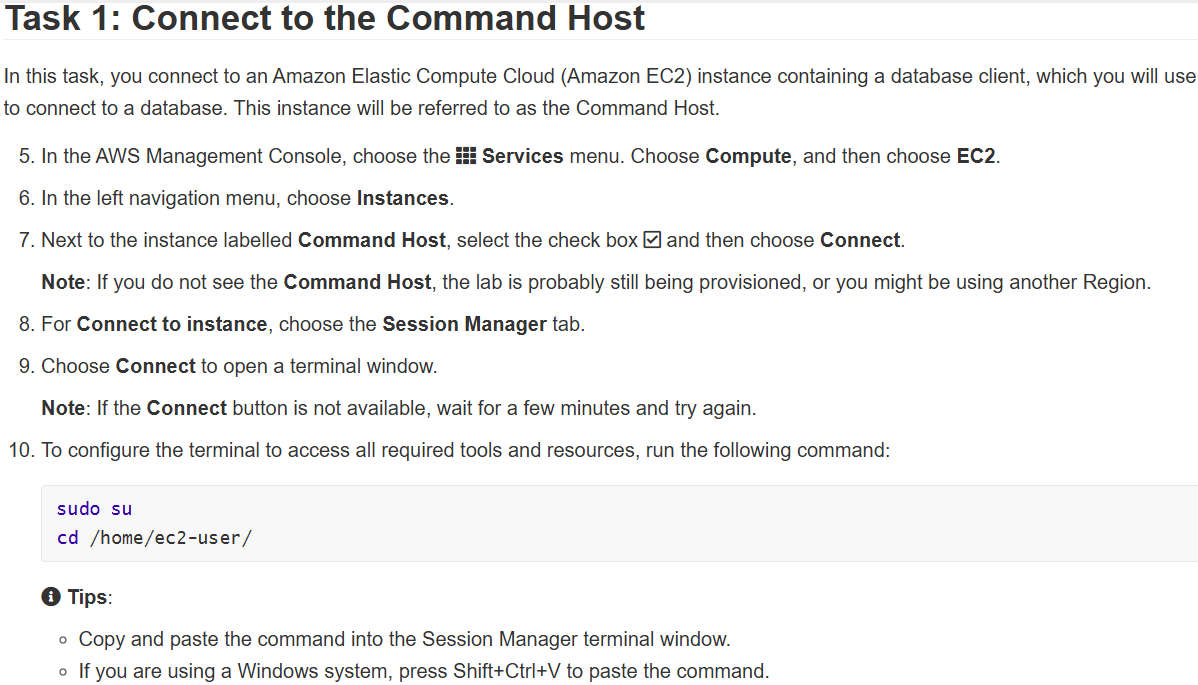 Task 1: Connect to the Command Host
In this task, you connect to an Amazon Elastic Compute Cloud (Amazon EC2) instance containing a database client, which you will use
to connect to a database. This instance will be referred to as the Command Host.
5. In the AWS Management Console, choose the Services menu. Choose Compute, and then choose EC2.
6. In the left navigation menu, choose Instances.
7. Next to the instance labelled Command Host, select the check box and then choose Connect.
Note: If you do not see the Command Host, the lab is probably still being provisioned, or you might be using another Region.
8. For Connect to instance, choose the Session Manager tab.
9. Choose Connect to open a terminal window.
Note: If the Connect button is not available, wait for a few minutes and try again.
10. To configure the terminal to access all required tools and resources, run the following command:
sudo su
cd /home/ec2-user/
Tips:
Copy and paste the command into the Session Manager terminal window.
If you are using a Windows system, press Shift+Ctrl+V to paste the command.